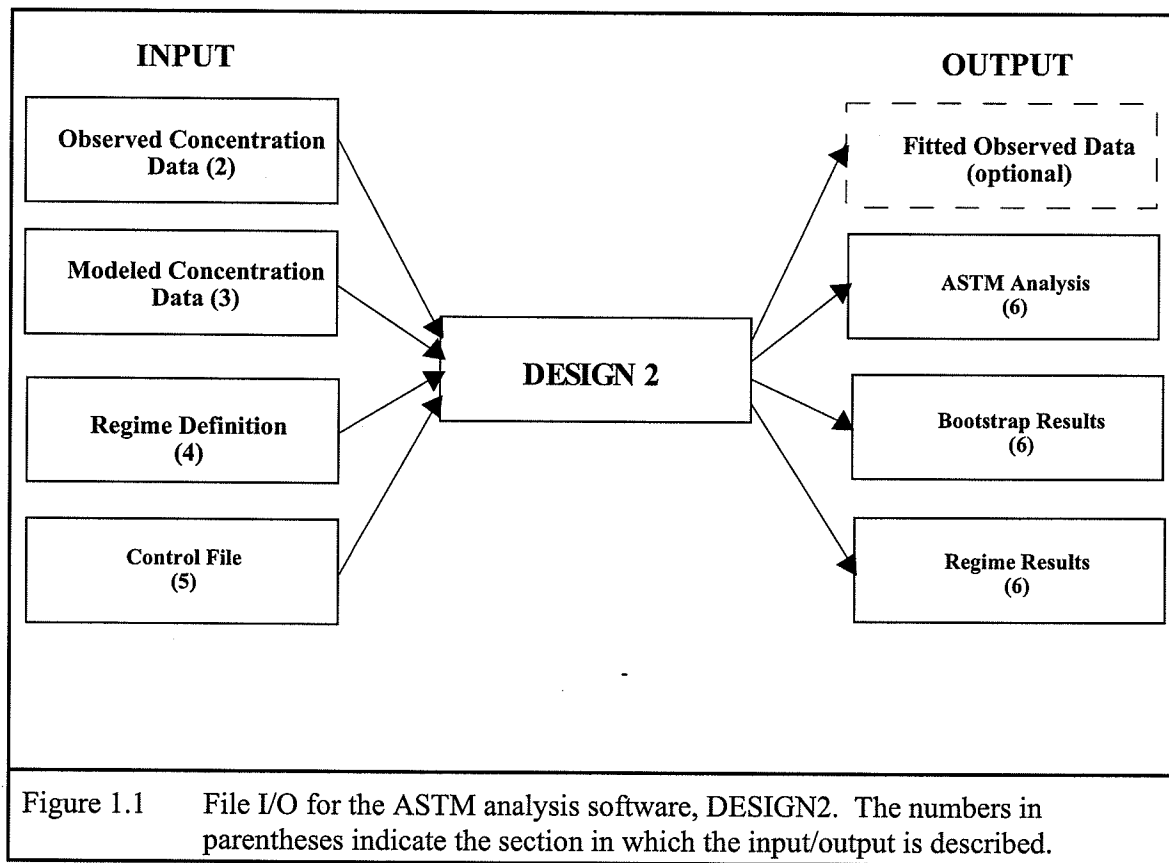 INPUT
Observed Concentration
Data (2)
Modeled Concentration
Data (3)
Regime Definition
(4)
Control File
(5)
DESIGN 2
OUTPUT
Fitted Observed Data
(optional)
ASTM Analysis
(6)
Bootstrap Results
(6)
Regime Results
(6)
Figure 1.1 File I/O for the ASTM analysis software, DESIGN2. The numbers in
parentheses indicate the section in which the input/output is described.